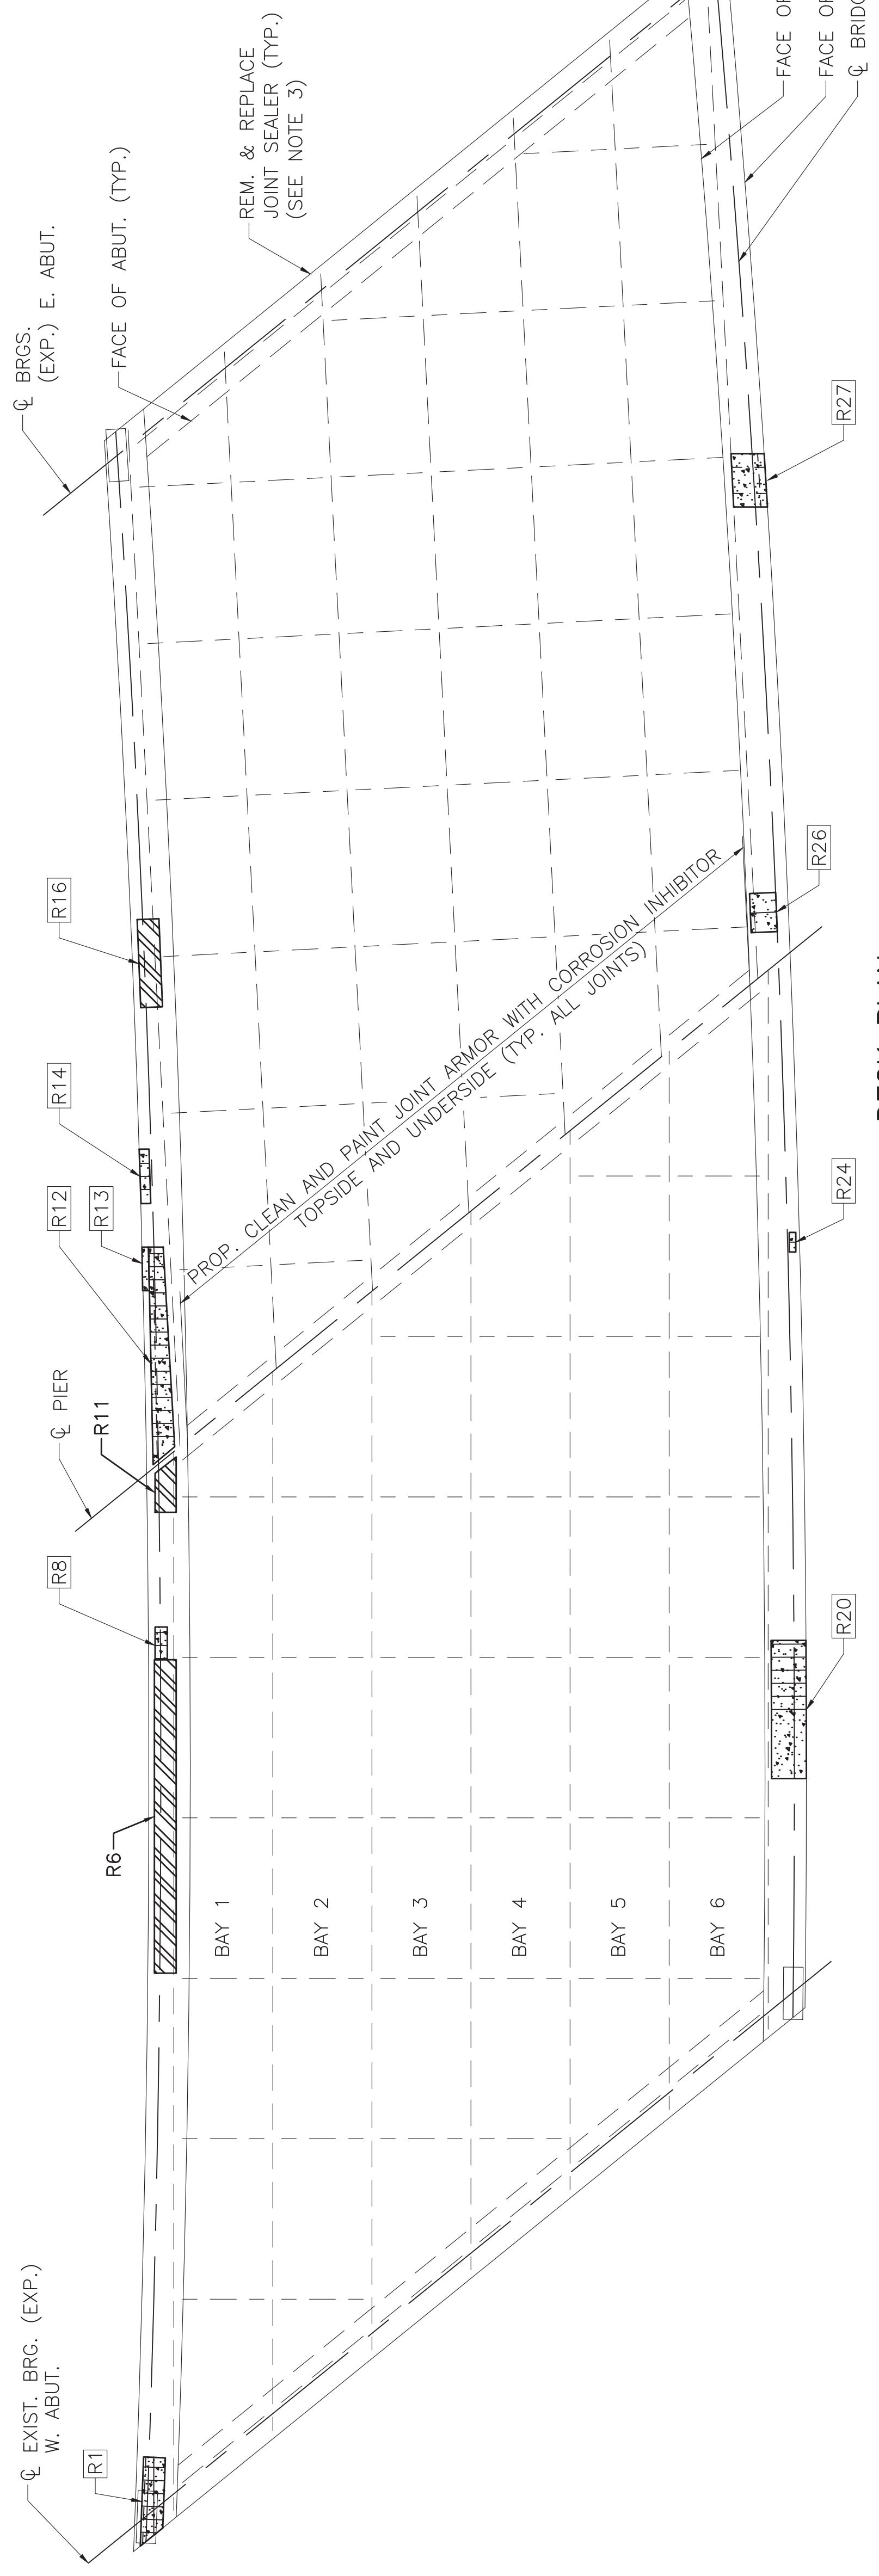 ℄ EXIST. BRG. (EXP.)
W. ABUT.
R1
R6
R8
℄ PIER
R11
R12
R13
R14
R16
℄ BRGS.
(EXP.) E. ABUT.
FACE OF ABUT. (TYP.)
REM. & REPLACE
JOINT SEALER (TYP.)
(SEE NOTE 3)
PROP. CLEAN AND PAINT JOINT ARMOR WITH CORROSION INHIBITOR
TOPSIDE AND UNDERSIDE (TYP. ALL JOINTS)
BAY 1
BAY 2
BAY 3
BAY 4
BAY 5
BAY 6
R20
R24
R26
R27
FACE OF
FACE OF
℄